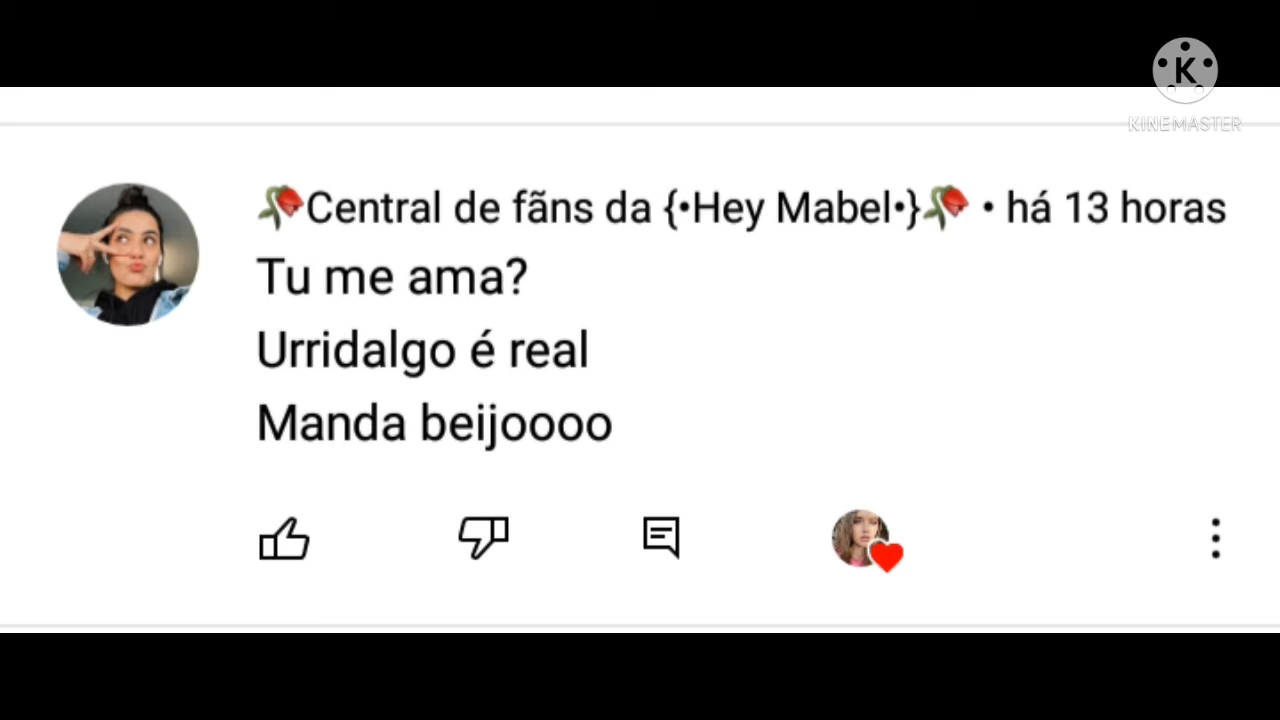 K
KINEMASTER
🥀Central de fãns da {•Hey Mabel•}🥀 • há 13 horas
Tu me ama?
Urridalgo é real
Manda beijoooo